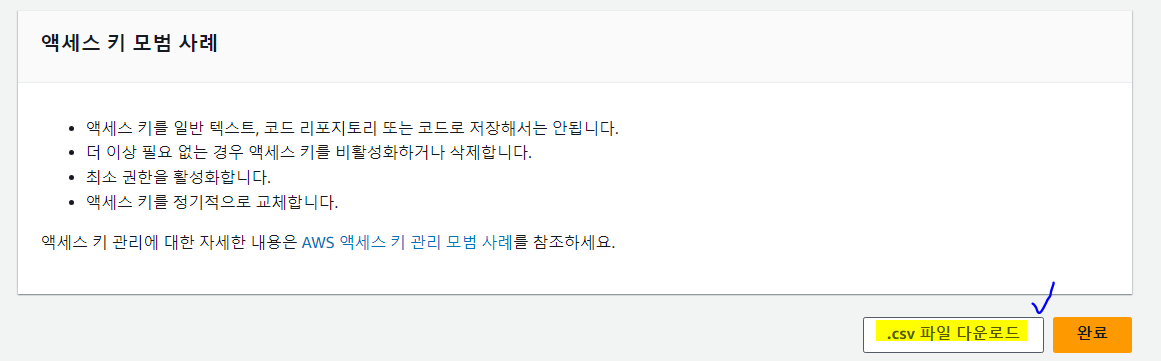 액세스 키 모범 사례
액세스 키를 일반 텍스트, 코드 리포지토리 또는 코드로 저장해서는 안됩니다.
더 이상 필요 없는 경우 액세스 키를 비활성화하거나 삭제합니다.
최소 권한을 활성화합니다.
액세스 키를 정기적으로 교체합니다.
액세스 키 관리에 대한 자세한 내용은 AWS 액세스 키 관리 모범 사례를 참조하세요.
.csv 파일 다운로드
완료